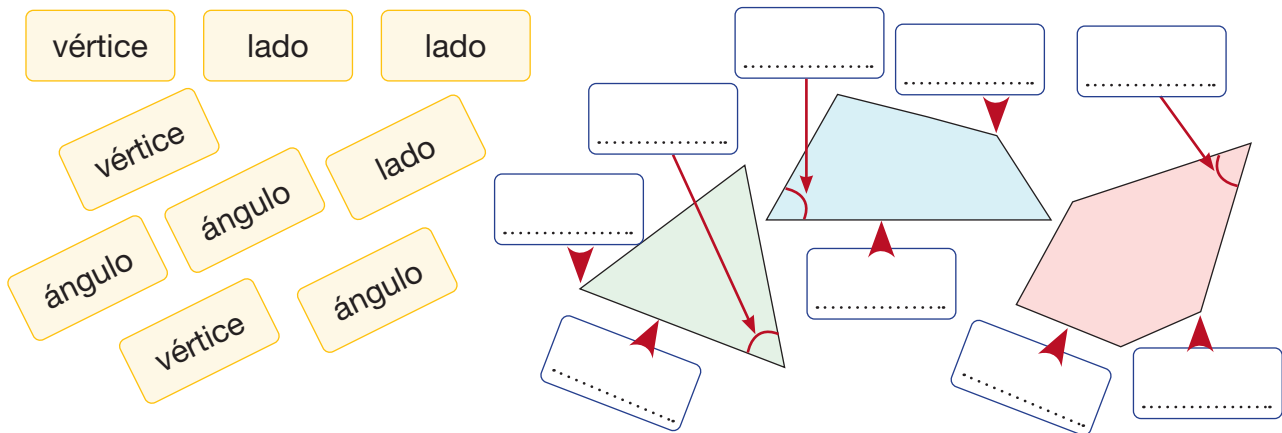 vértice
lado
lado
vértice
lado
ángulo
ángulo
ángulo
vértice